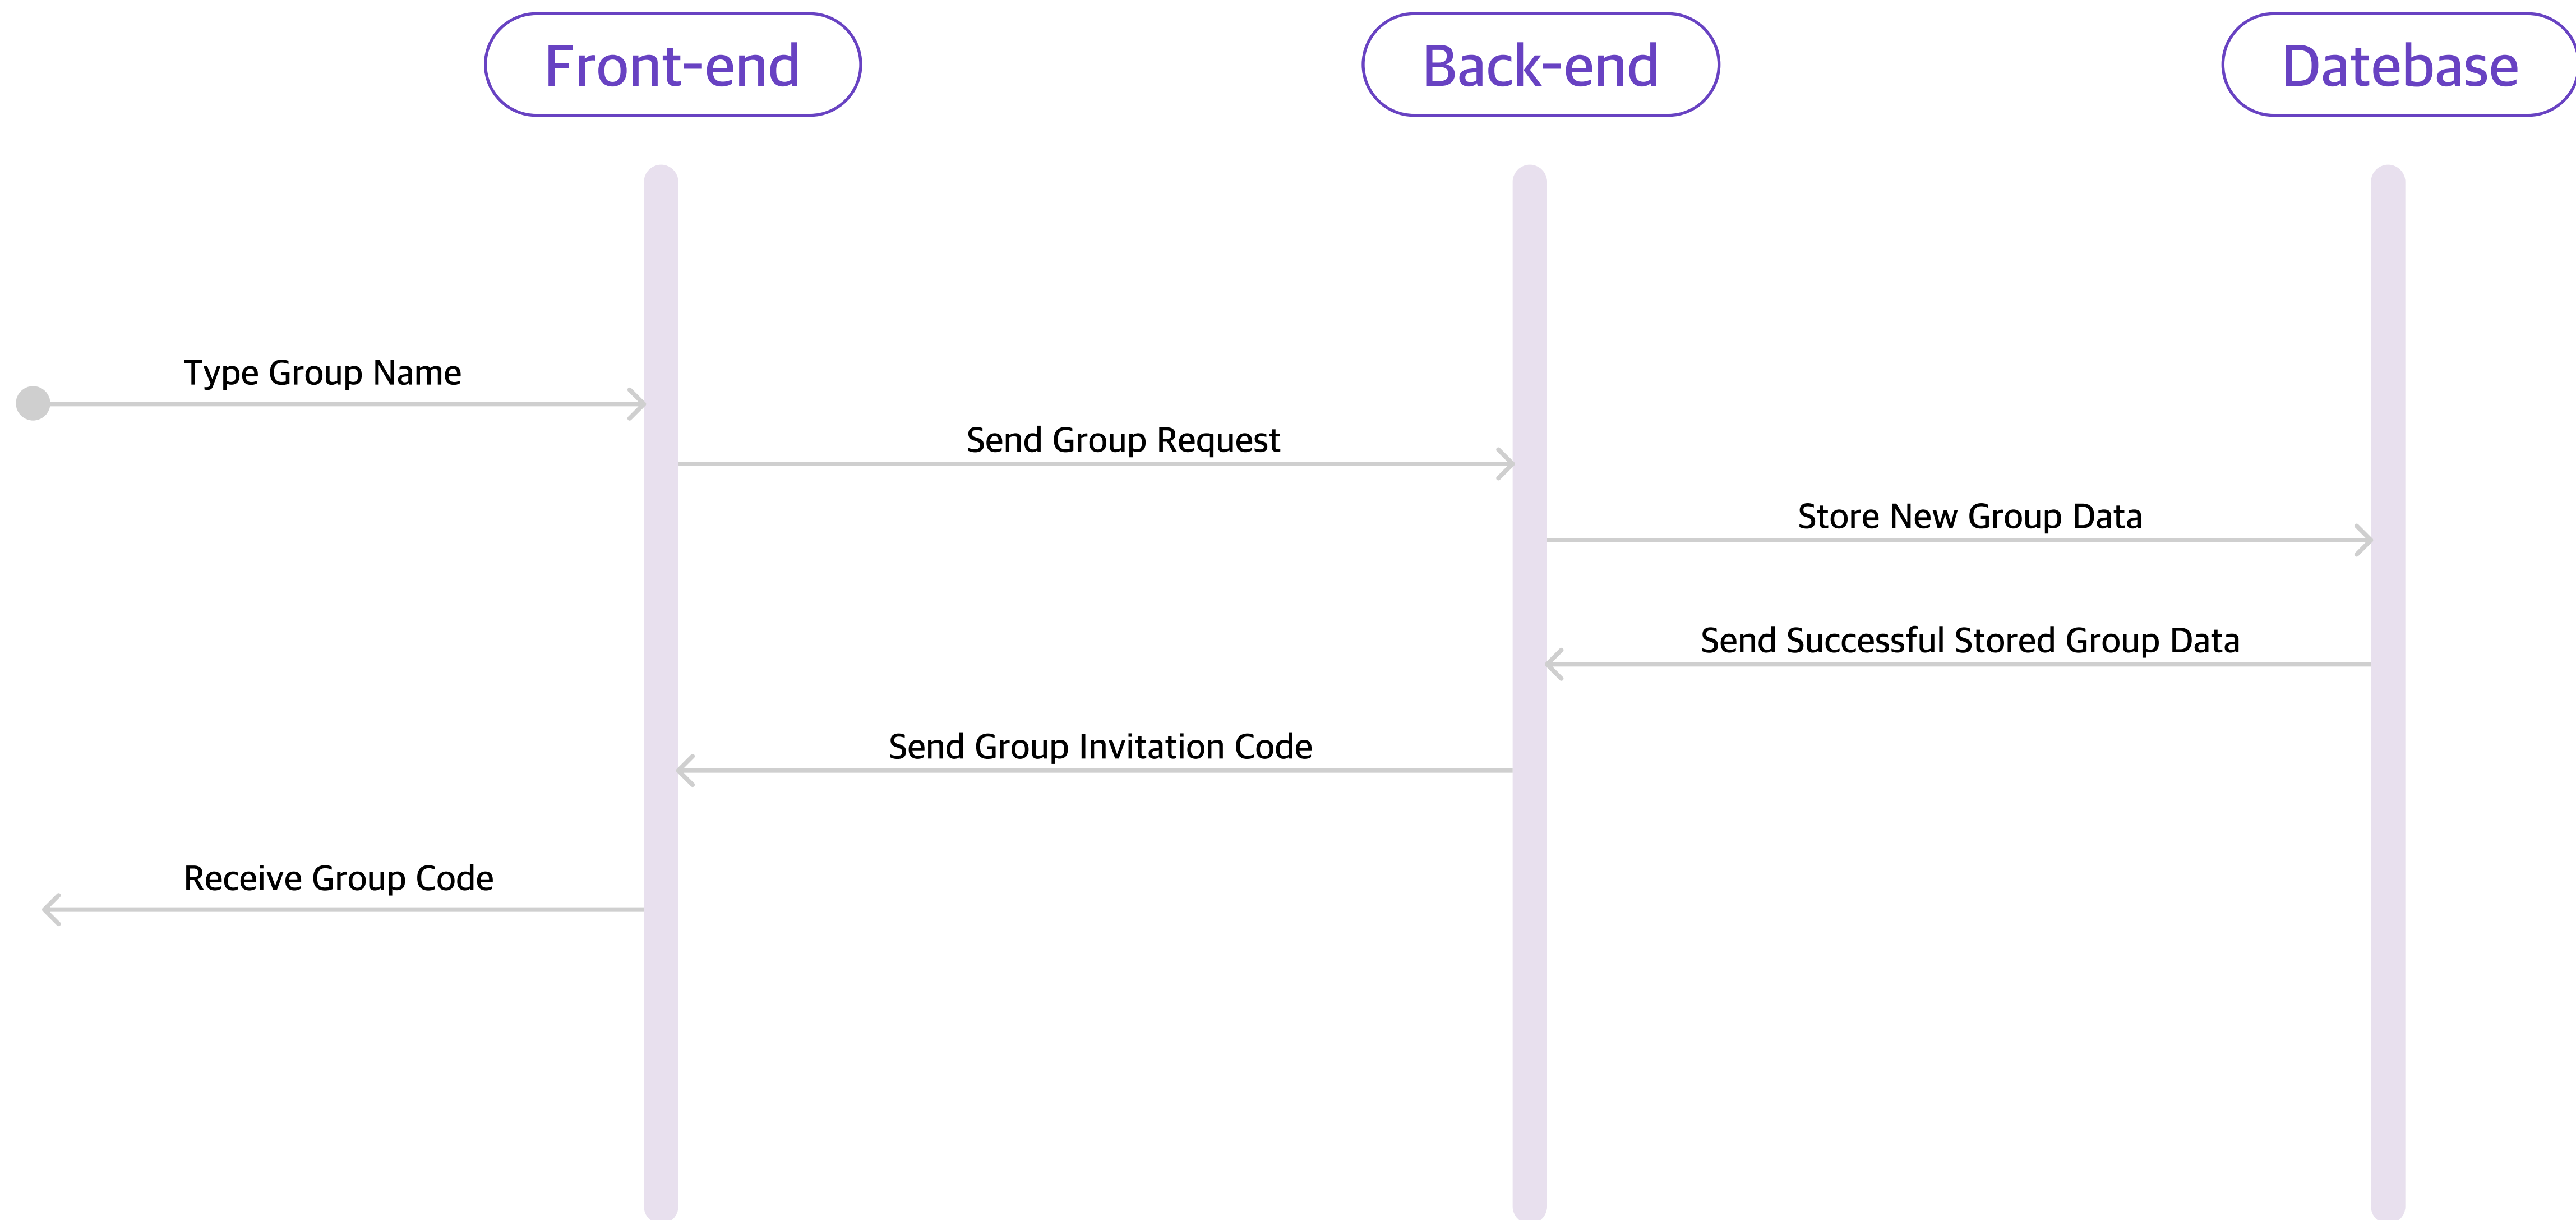 Front-end
Back-end
Datebase
Type Group Name
Send Group Request
Store New Group Data
Send Successful Stored Group Data
Send Group Invitation Code
Receive Group Code